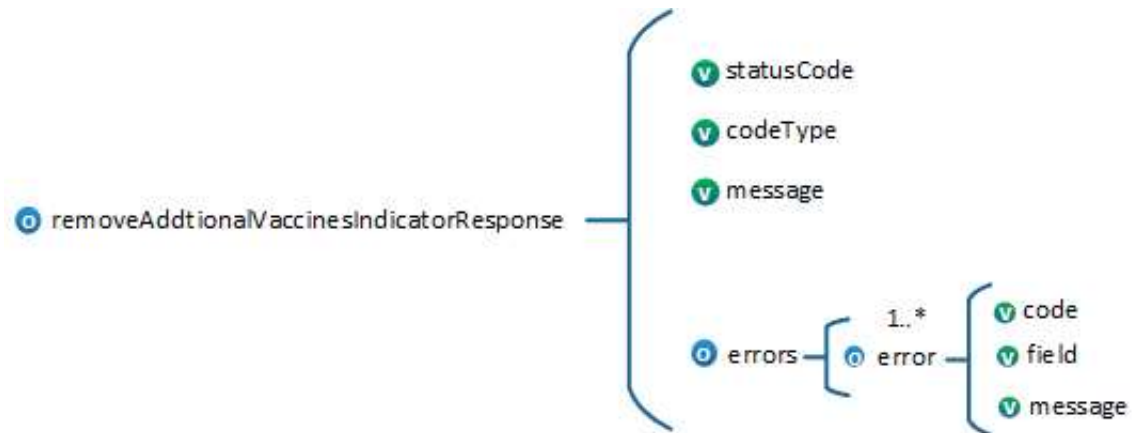 v statusCode
v codeType
v message
o removeAddtionalVaccinesIndicatorResponse
1..*
o errors
o error
v code
v field
v message